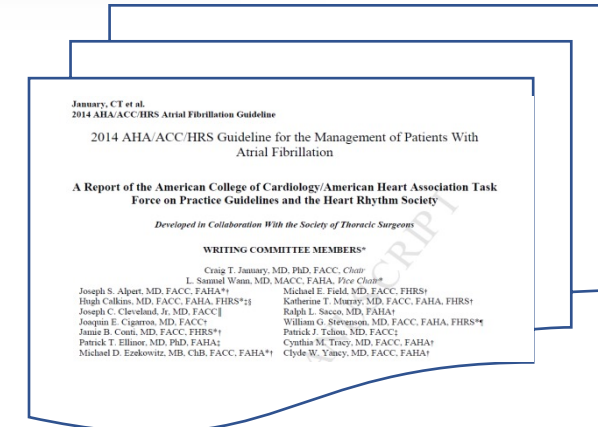 January, CT et al.
2014 AHA/ACC/HRS Atrial Fibrillation Guideline
2014 AHA/ACC/HRS Guideline for the Management of Patients With
Atrial Fibrillation
A Report of the American College of Cardiology/American Heart Association Task
Force on Practice Guidelines and the Heart Rhythm Society
Developed in Collaboration With the Society of Thoracic Surgeons
WRITING COMMITTEE MEMBERS*
Craig T. January, MD, PhD, FACC, Chair
L. Samuel Wann, MD, MACC, FAHA, Vice Chair*
Joseph S. Alpert, MD, FACC, FAHA*† Michael E. Field, MD, FACC, FHRS†
Hugh Calkins, MD, FACC, FAHA, FHRS*‡§ Katherine T. Murray, MD, FACC, FAHA, FHRS†
Joseph C. Cleveland, Jr, MD, FACC‖ Ralph L. Sacco, MD, FAHA†
Joaquin E. Cigarroa, MD, FACC† William G. Stevenson, MD, FACC, FAHA, FHRS*¶
Jamie B. Conti, MD, FACC, FHRS*† Patrick J. Tchou, MD, FACC‡
Patrick T. Ellinor, MD, PhD, FAHA‡ Cynthia M. Tracy, MD, FACC, FAHA†
Michael D. Ezekowitz, MB, ChB, FACC, FAHA*† Clyde W. Yancy, MD, FACC, FAHA†